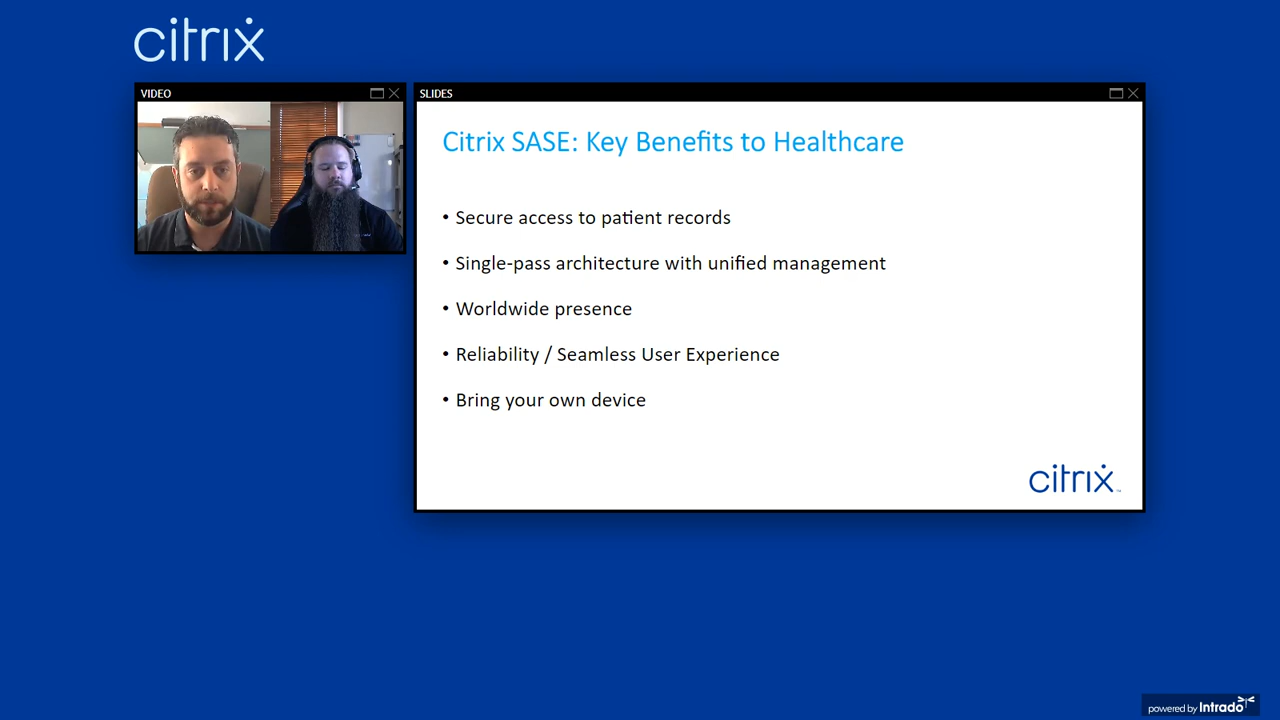 citrix
VIDEO
SLIDES
Citrix SASE: Key Benefits to Healthcare
• Secure access to patient records
• Single-pass architecture with unified management
• Worldwide presence
• Reliability / Seamless User Experience
• Bring your own device
citrix
powered by Intrado